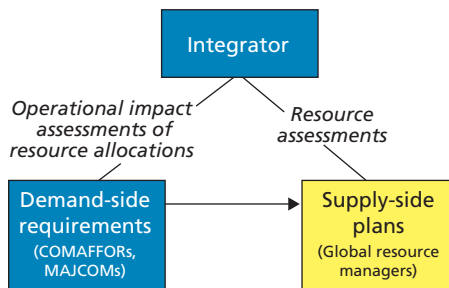 Integrator
Operational impact
assessments of
resource allocations
Resource
assessments
Demand-side
requirements
(COMAFFORs,
MAJCOMs)
Supply-side
plans
(Global resource
managers)